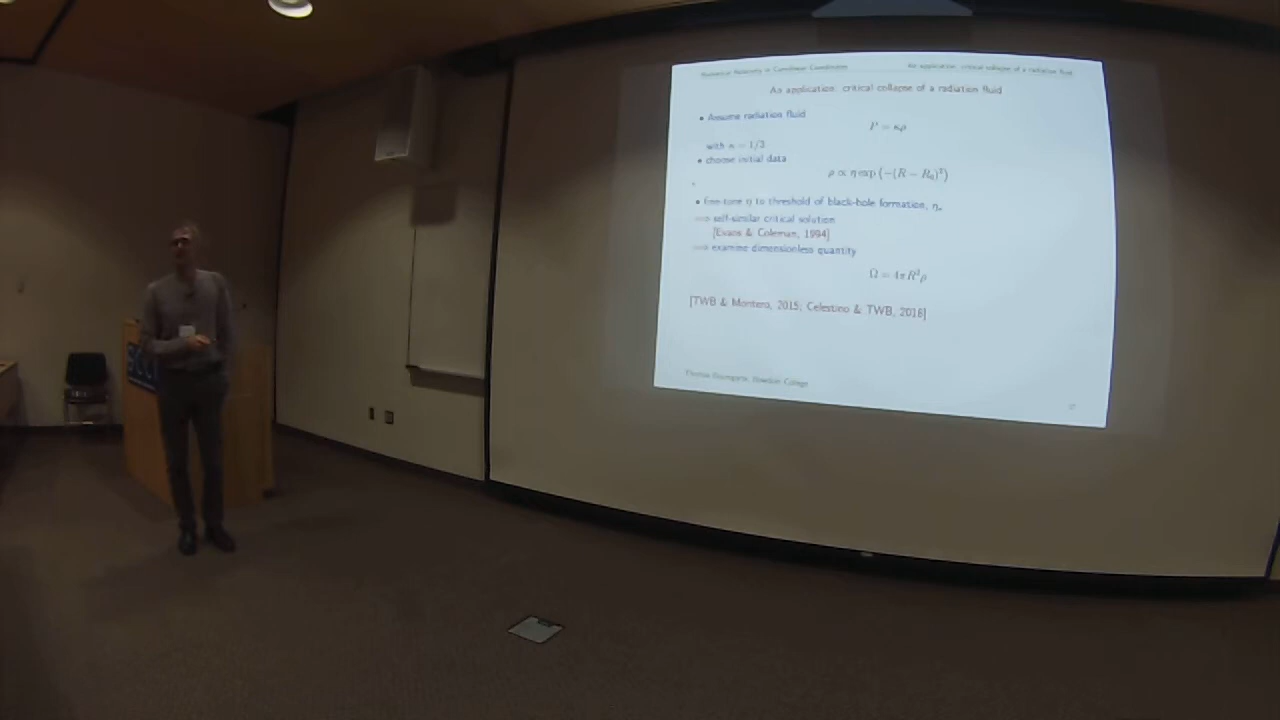 Numerical Relativity in Curvilinear Coordinates An application: critical collapse of a radiation fluid
An application: critical collapse of a radiation fluid
• Assume radiation fluid
P = κρ
with κ = 1/3
• choose initial data
ρ ∝ η exp (−(R − R₀)²)
• fine-tune η to threshold of black-hole formation, η*
⟹ self-similar critical solution
[Evans & Coleman, 1994]
⟹ examine dimensionless quantity
Ω = 4πR²ρ
[TWB & Montero, 2015; Celestino & TWB, 2018]
Thomas Baumgarte, Bowdoin College